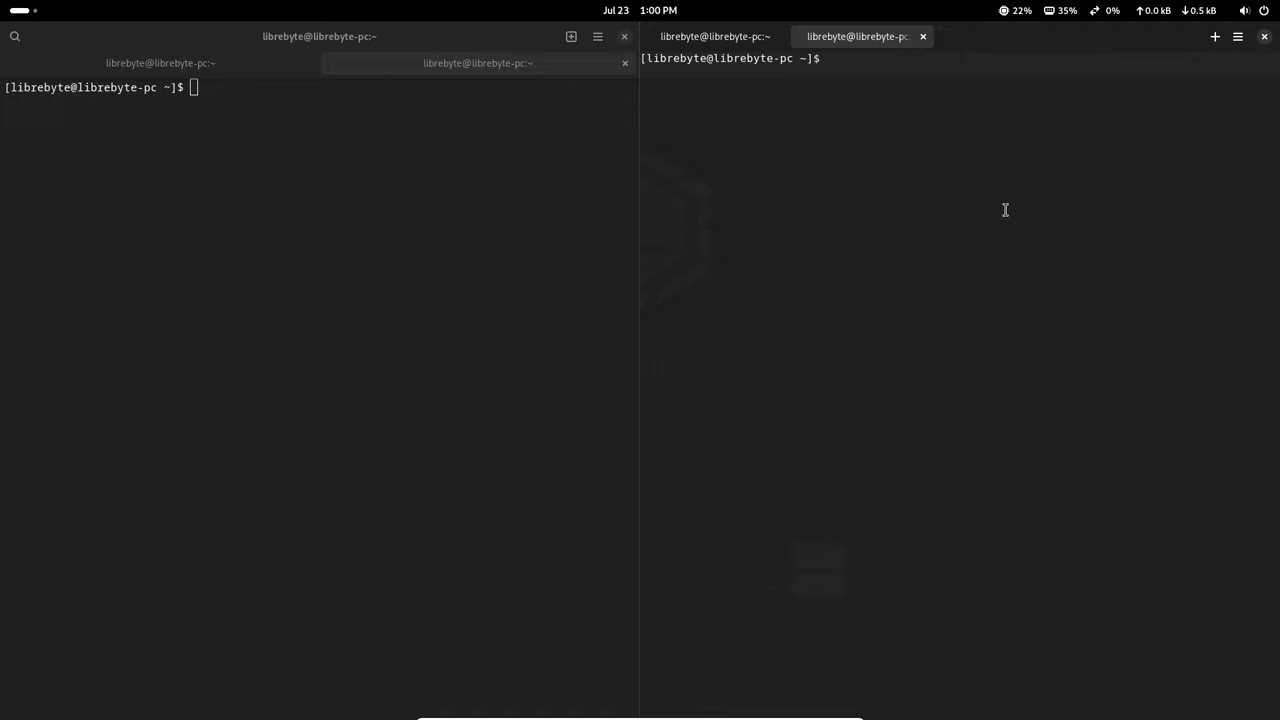 Jul 23 1:00 PM
22% 35% 0% 0.0 kB 0.5 kB
librebyte@librebyte-pc:~
librebyte@librebyte-pc:~ librebyte@librebyte-pc:~
[librebyte@librebyte-pc ~]$
librebyte@librebyte-pc:~ librebyte@librebyte-pc:
[librebyte@librebyte-pc ~]$